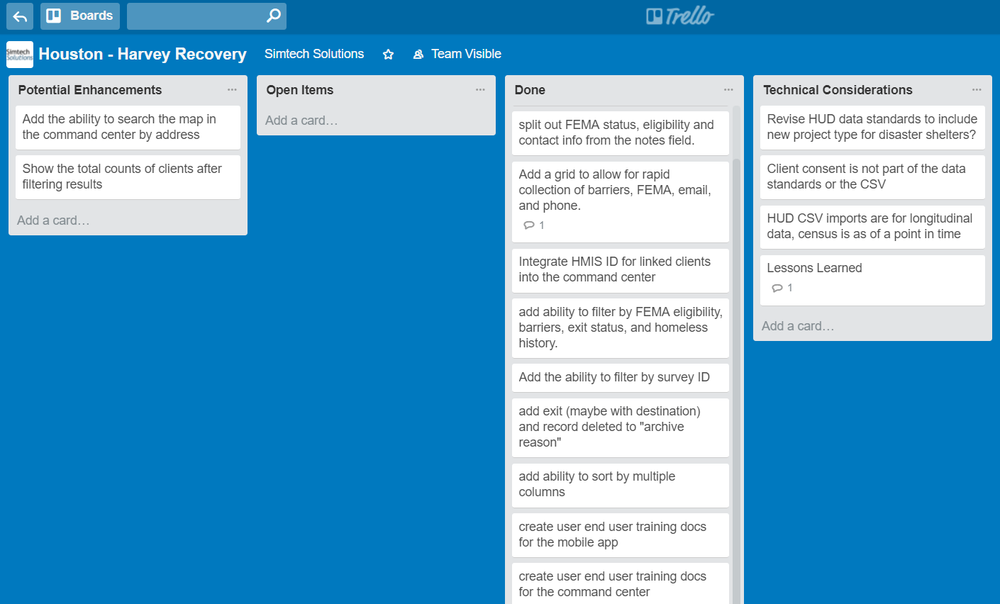 Boards
Trello
Simtech
Solutions
Houston - Harvey Recovery
Simtech Solutions
Team Visible
Potential Enhancements
Add the ability to search the map in
the command center by address
Show the total counts of clients after
filtering results
Add a card…
Open Items
Add a card…
Done
split out FEMA status, eligibility and
contact info from the notes field.
Add a grid to allow for rapid
collection of barriers, FEMA, email,
and phone.
1
Integrate HMIS ID for linked clients
into the command center
add ability to filter by FEMA eligibility,
barriers, exit status, and homeless
history.
Add the ability to filter by survey ID
add exit (maybe with destination)
and record deleted to "archive
reason"
add ability to sort by multiple
columns
create user end user training docs
for the mobile app
create user end user training docs
for the command center
Technical Considerations
Revise HUD data standards to include
new project type for disaster shelters?
Client consent is not part of the data
standards or the CSV
HUD CSV imports are for longitudinal
data, census is as of a point in time
Lessons Learned
1
Add a card…